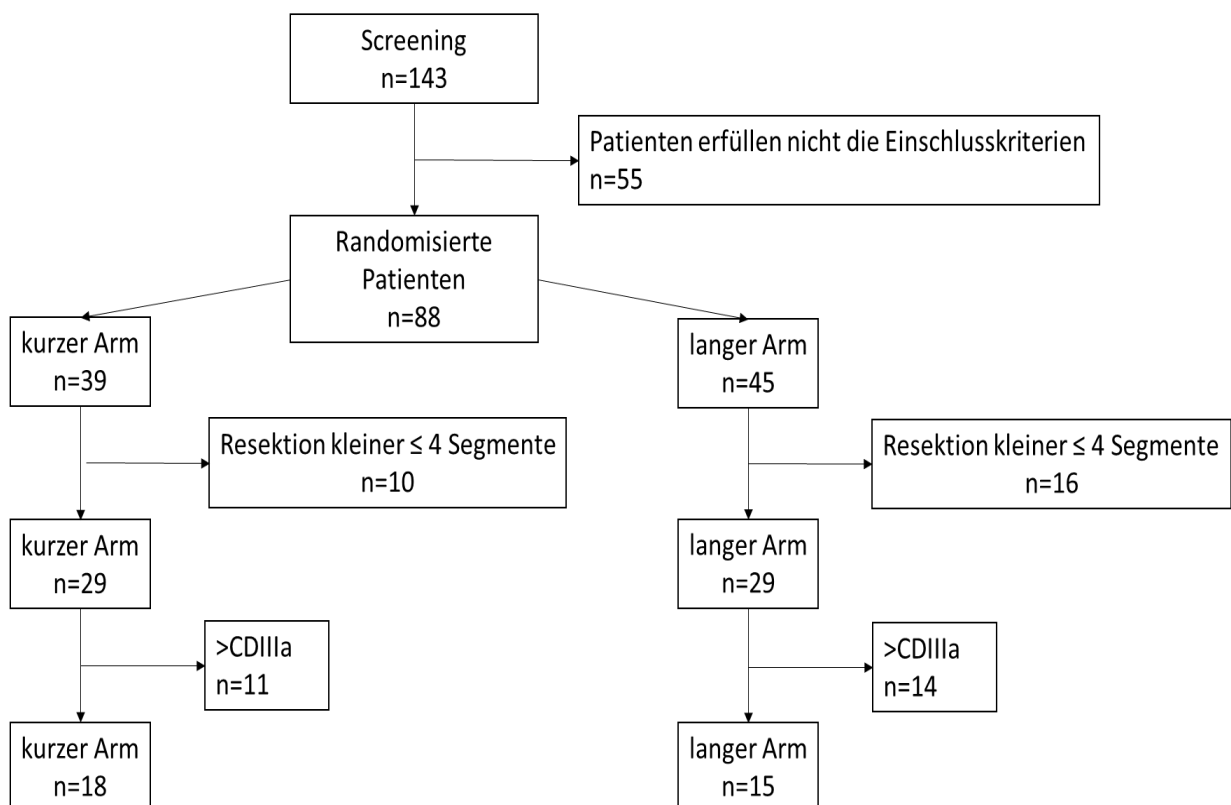 Screening
n=143
Patienten erfüllen nicht die Einschlusskriterien
n=55
Randomisierte
Patienten
n=88
kurzer Arm
n=39
langer Arm
n=45
Resektion kleiner ≤ 4 Segmente
n=10
Resektion kleiner ≤ 4 Segmente
n=16
kurzer Arm
n=29
langer Arm
n=29
>CDIIIa
n=11
>CDIIIa
n=14
kurzer Arm
n=18
langer Arm
n=15